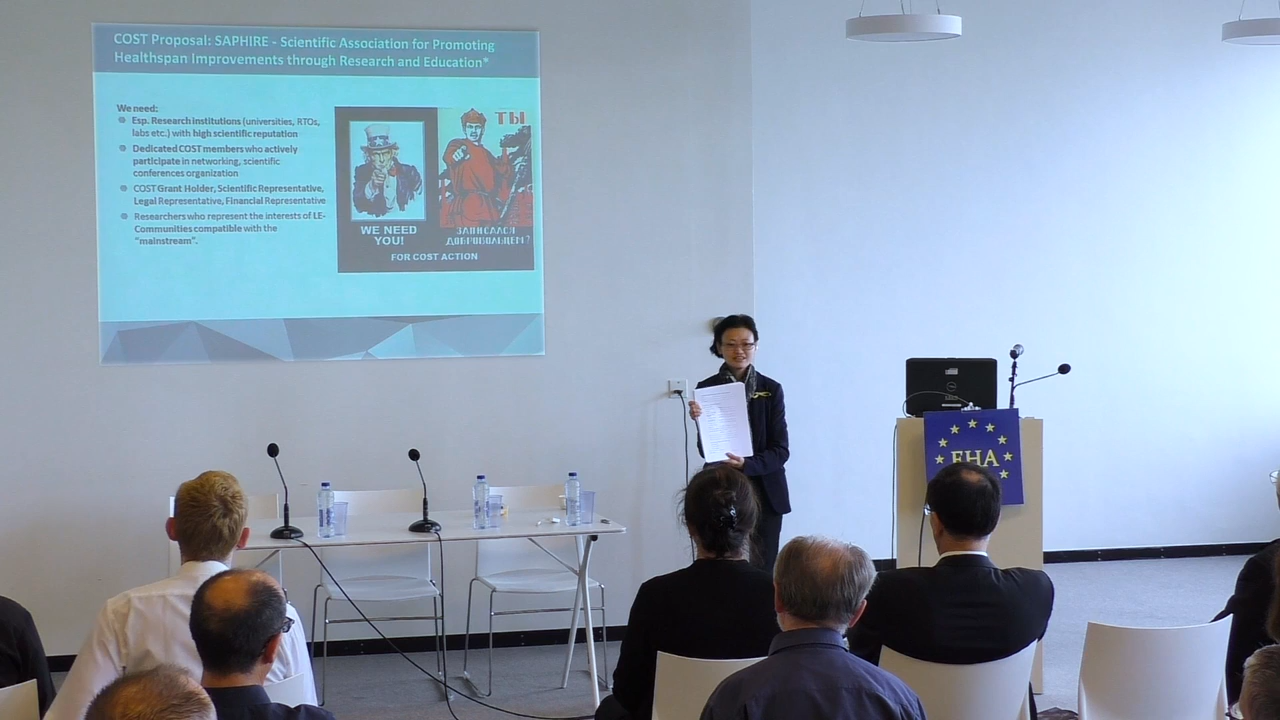 COST Proposal: SAPHIRE - Scientific Association for Promoting
Healthspan Improvements through Research and Education*
We need:
Esp. Research institutions (universities, RTOs,
labs etc.) with high scientific reputation
Dedicated COST members who actively
participate in networking, scientific
conferences organization
COST Grant Holder, Scientific Representative,
Legal Representative, Financial Representative
Researchers who represent the interests of LE-
Communities compatible with the
"mainstream".
WE NEED
YOU!
ТЫ
ЗАПИСАЛСЯ
ДОБРОВОЛЬЦЕМ?
FOR COST ACTION
EHA